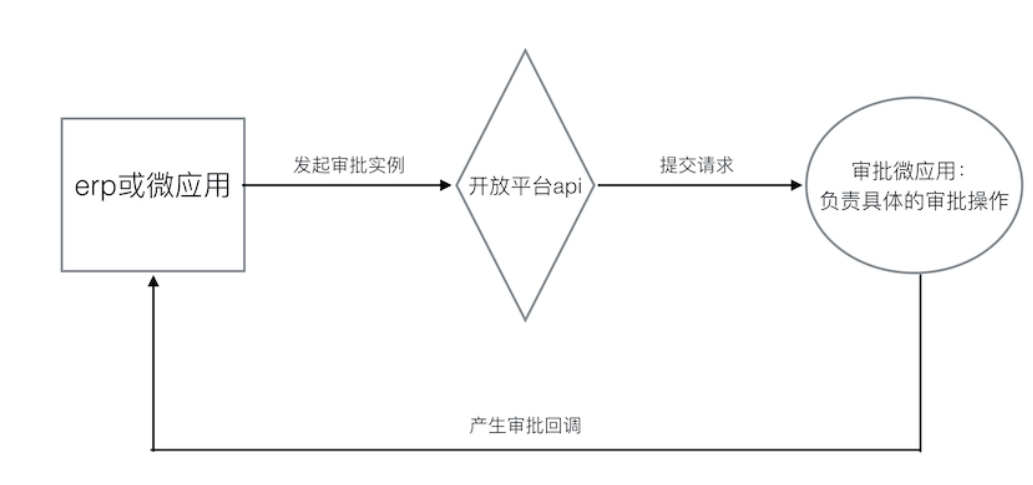 发起审批实例
提交请求
erp或微应用
开放平台api
审批微应用：
负责具体的审批操作
产生审批回调